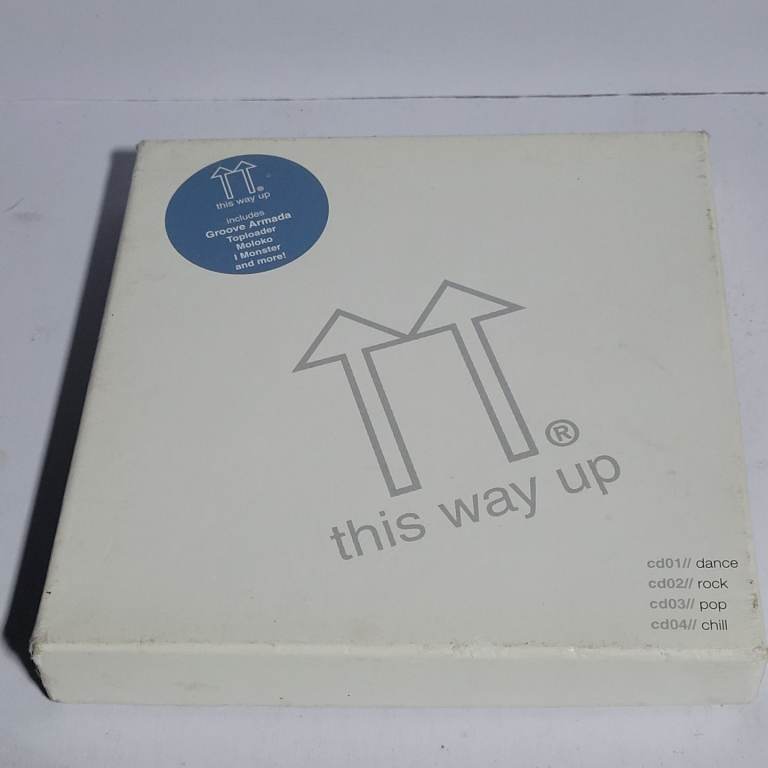 this way up
includes
Groove Armada
Toploader
Moloko
I Monster
and more!
®
this way up
cd01// dance
cd02// rock
cd03// pop
cd04// chill